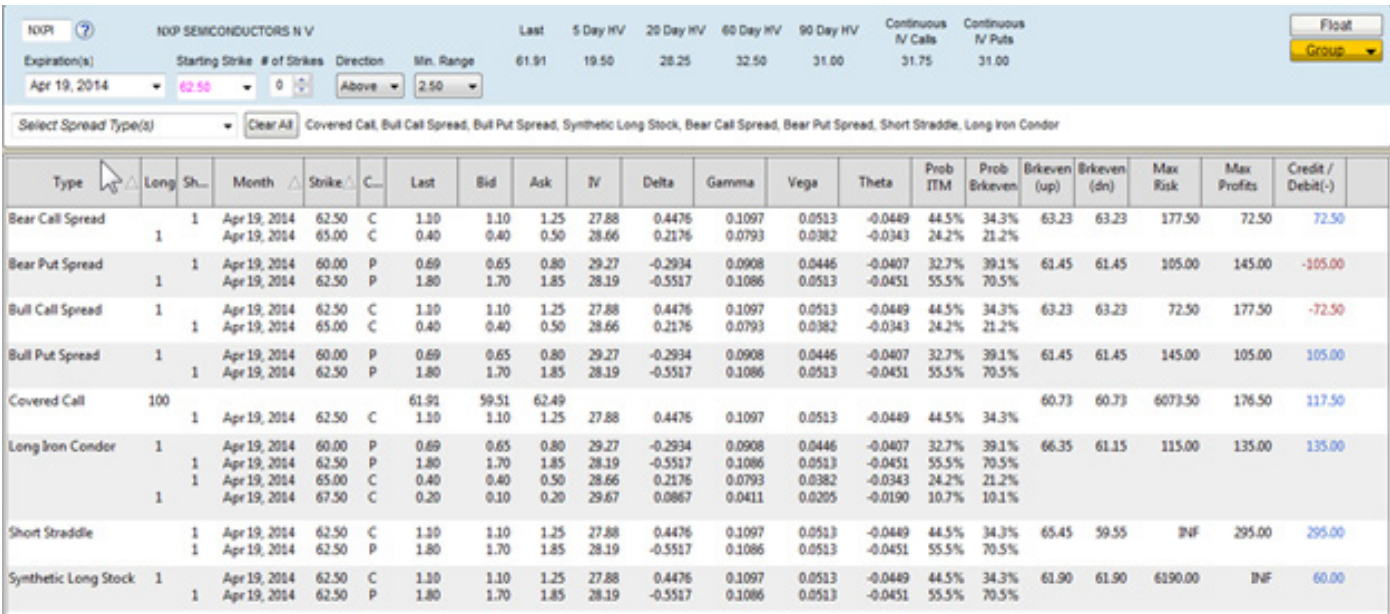 NXPI ? NXP SEMICONDUCTORS N V Last 5 Day HV 20 Day HV 60 Day HV 90 Day HV Continuous IV Calls Continuous IV Puts Float
Expiration(s) Starting Strike # of Strikes Direction Min. Range 61.91 19.50 28.25 32.50 31.00 31.75 31.00 Group
Apr 19, 2014 62.50 0 Above 2.50
Select Spread Type(s) Clear All Covered Call, Bull Call Spread, Bull Put Spread, Synthetic Long Stock, Bear Call Spread, Bear Put Spread, Short Straddle, Long Iron Condor
Type Long Sh... Month Strike C... Last Bid Ask IV Delta Gamma Vega Theta Prob ITM Prob Brkeven Brkeven (up) Brkeven (dn) Max Risk Max Profits Credit / Debit(-)
Bear Call Spread 1 Apr 19, 2014 62.50 C 1.10 1.10 1.25 27.88 0.4476 0.1097 0.0513 -0.0449 44.5% 34.3% 63.23 63.23 177.50 72.50 72.50
1 Apr 19, 2014 65.00 C 0.40 0.40 0.50 28.66 0.2176 0.0793 0.0382 -0.0343 24.2% 21.2%
Bear Put Spread 1 Apr 19, 2014 60.00 P 0.69 0.65 0.80 29.27 -0.2934 0.0908 0.0446 -0.0407 32.7% 39.1% 61.45 61.45 105.00 145.00 -105.00
1 Apr 19, 2014 62.50 P 1.80 1.70 1.85 28.19 -0.5517 0.1086 0.0513 -0.0451 55.5% 70.5%
Bull Call Spread 1 Apr 19, 2014 62.50 C 1.10 1.10 1.25 27.88 0.4476 0.1097 0.0513 -0.0449 44.5% 34.3% 63.23 63.23 72.50 177.50 -72.50
1 Apr 19, 2014 65.00 C 0.40 0.40 0.50 28.66 0.2176 0.0793 0.0382 -0.0343 24.2% 21.2%
Bull Put Spread 1 Apr 19, 2014 60.00 P 0.69 0.65 0.80 29.27 -0.2934 0.0908 0.0446 -0.0407 32.7% 39.1% 61.45 61.45 145.00 105.00 105.00
1 Apr 19, 2014 62.50 P 1.80 1.70 1.85 28.19 -0.5517 0.1086 0.0513 -0.0451 55.5% 70.5%
Covered Call 100 61.91 59.51 62.49 60.73 60.73 6073.50 176.50 117.50
1 Apr 19, 2014 62.50 C 1.10 1.10 1.25 27.88 0.4476 0.1097 0.0513 -0.0449 44.5% 34.3%
Long Iron Condor 1 Apr 19, 2014 60.00 P 0.69 0.65 0.80 29.27 -0.2934 0.0908 0.0446 -0.0407 32.7% 39.1% 66.35 61.15 115.00 135.00 135.00
1 Apr 19, 2014 62.50 P 1.80 1.70 1.85 28.19 -0.5517 0.1086 0.0513 -0.0451 55.5% 70.5%
1 Apr 19, 2014 65.00 C 0.40 0.40 0.50 28.66 0.2176 0.0793 0.0382 -0.0343 24.2% 21.2%
1 Apr 19, 2014 67.50 C 0.20 0.10 0.20 29.67 0.0867 0.0411 0.0205 -0.0190 10.7% 10.1%
Short Straddle 1 Apr 19, 2014 62.50 C 1.10 1.10 1.25 27.88 0.4476 0.1097 0.0513 -0.0449 44.5% 34.3% 65.45 59.55 INF 295.00 295.00
1 Apr 19, 2014 62.50 P 1.80 1.70 1.85 28.19 -0.5517 0.1086 0.0513 -0.0451 55.5% 70.5%
Synthetic Long Stock 1 Apr 19, 2014 62.50 C 1.10 1.10 1.25 27.88 0.4476 0.1097 0.0513 -0.0449 44.5% 34.3% 61.90 61.90 6190.00 INF 60.00
1 Apr 19, 2014 62.50 P 1.80 1.70 1.85 28.19 -0.5517 0.1086 0.0513 -0.0451 55.5% 70.5%